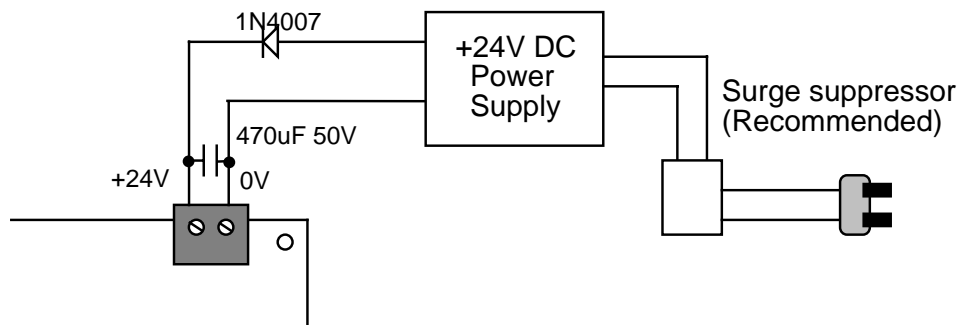 1N4007
+24V DC
Power
Supply
Surge suppressor
(Recommended)
470uF 50V
+24V
0V